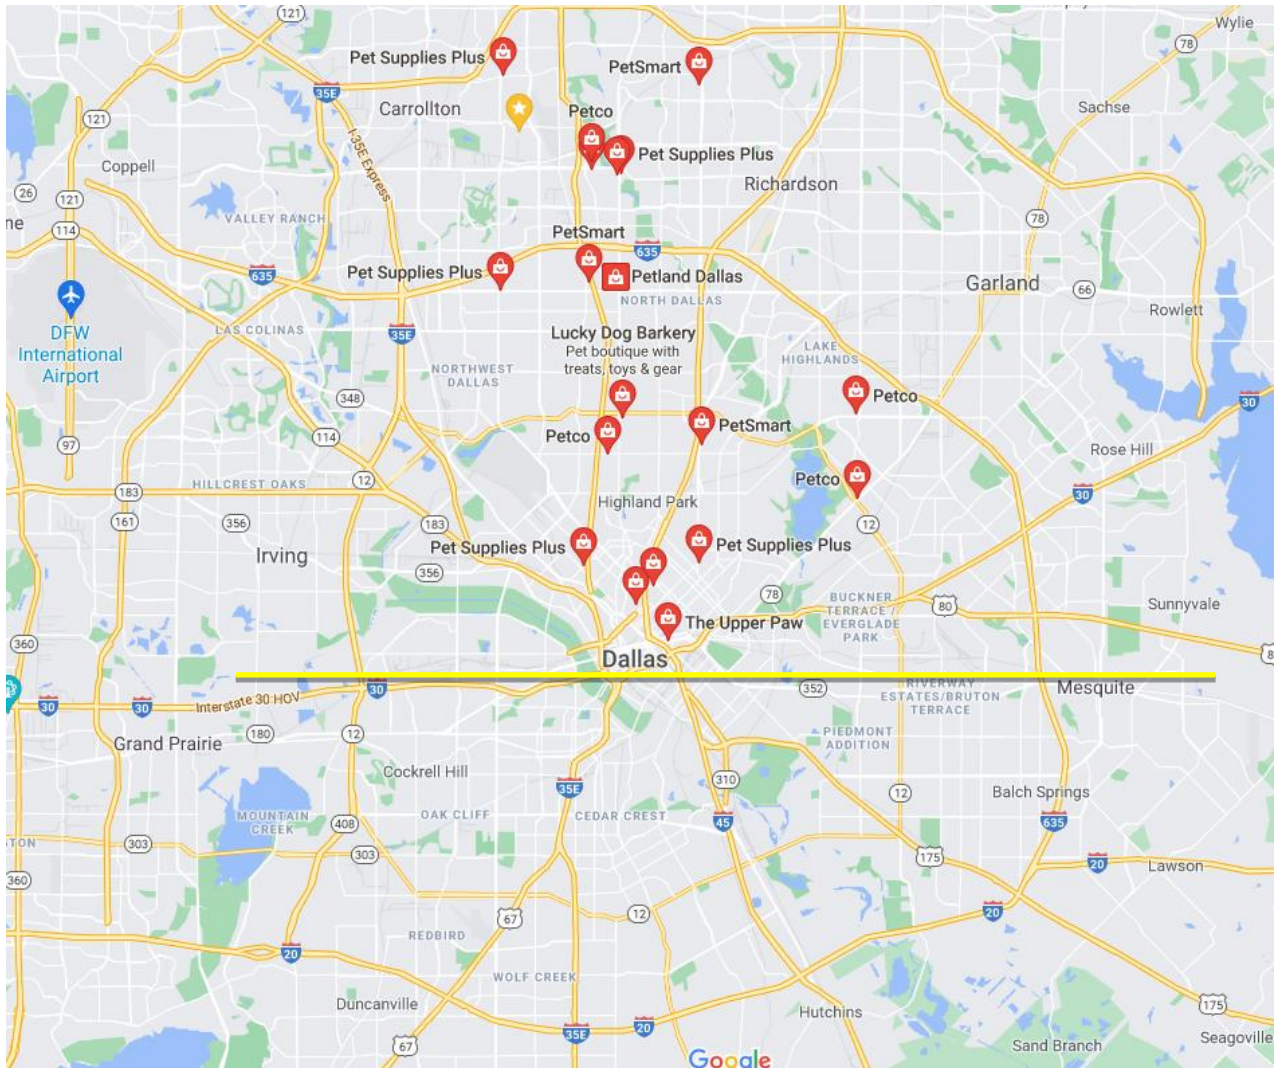 121
Wylie
78
Pet Supplies Plus
PetSmart
35E
Carrollton
Petco
Sachse
121
I-35E Express
Coppell
Pet Supplies Plus
Richardson
26
121
78
VALLEY RANCH
ne
114
PetSmart
635
Pet Supplies Plus
635
Petland Dallas
Garland
66
NORTH DALLAS
Rowlett
DFW
International
Airport
LAS COLINAS
35E
Lucky Dog Barkery
Pet boutique with
treats, toys & gear
LAKE
HIGHLANDS
NORTHWEST
DALLAS
348
Petco
30
114
PetSmart
Petco
97
Rose Hill
12
Petco
HILLCREST OAKS
183
30
Highland Park
161
356
183
12
Irving
Pet Supplies Plus
Pet Supplies Plus
356
78
BUCKNER
TERRACE /
EVERGLADE
PARK
80
Sunnyvale
The Upper Paw
360
Dallas
8
30
352
RIVERWAY
ESTATES/BRUTON
TERRACE
Mesquite
Interstate 30 HOV
30
30
180
12
Grand Prairie
PIEDMONT
ADDITION
Cockrell Hill
310
35E
12
Balch Springs
MOUNTAIN
CREEK
OAK CLIFF
CEDAR CREST
408
45
635
STON
303
303
175
20
Lawson
360
67
12
20
REDBIRD
20
WOLF CREEK
Duncanville
175
Hutchins
35E
20
Seagoville
67
Sand Branch
Google